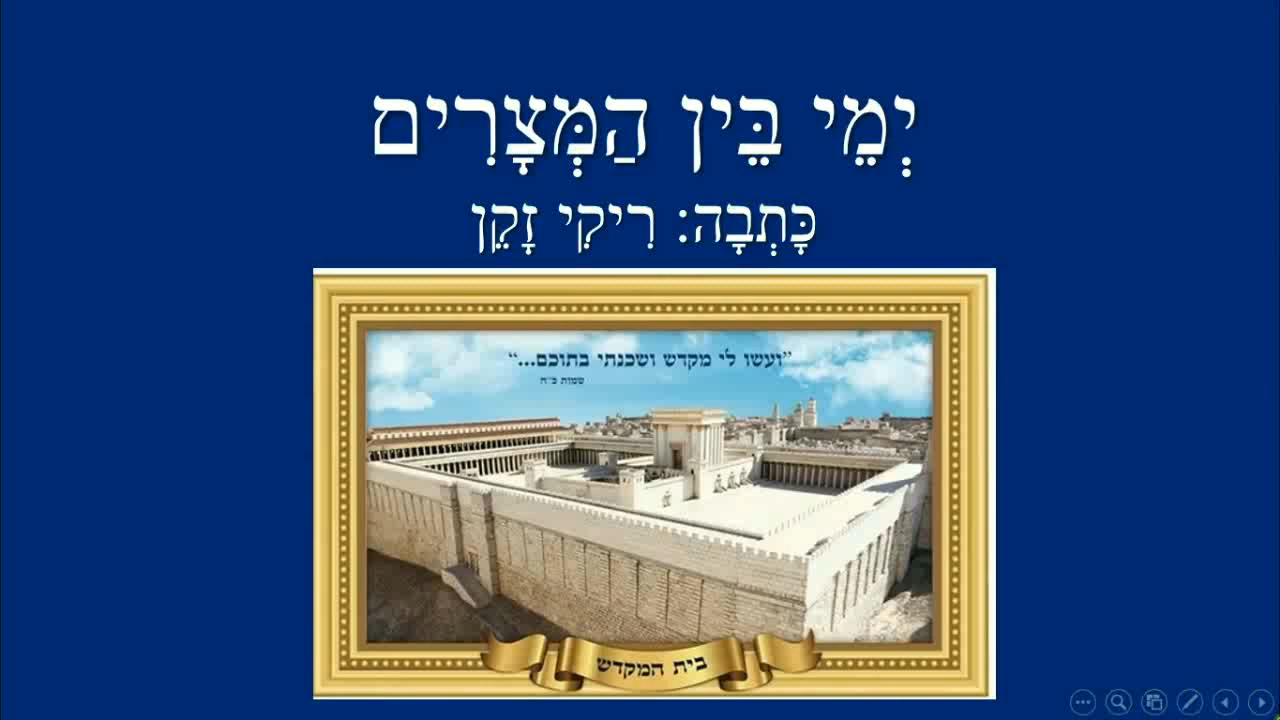 יְמֵי בֵּין הַמְּצָרִים
כָּתְבָה: רִיקִי זָקֵן
”ועשו לי מקדש ושכנתי בתוכם...“
שמות כ״ח
בית המקדש